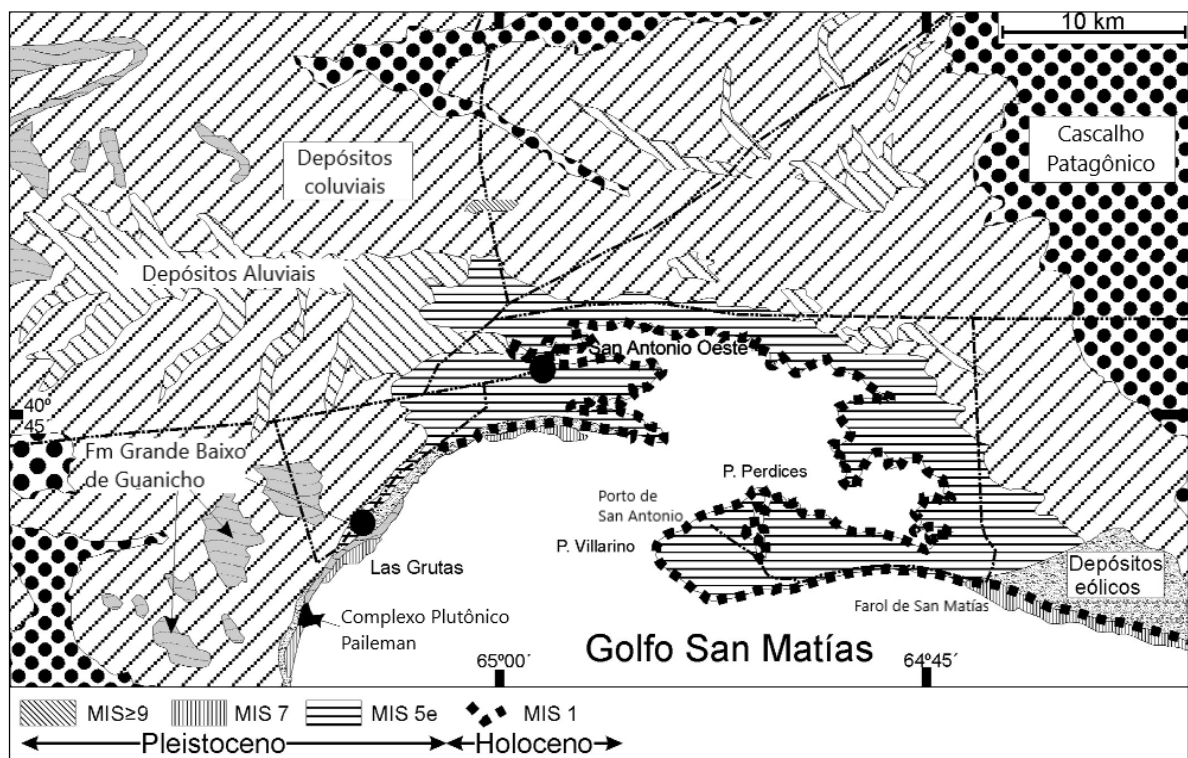 10 km
Cascalho
Patagônico
Depósitos
coluviais
Depósitos Aluviais
San Antonio Oeste
40º
45´
Fm Grande Baixo
de Guanicho
P. Perdices
Porto de
San Antonio
P. Villarino
Las Grutas
Depósitos
eólicos
Farol de San Matías
Complexo Plutônico
Paileman
Golfo San Matías
65º00´
64º45´
MIS≥9
MIS 7
MIS 5e
MIS 1
Pleistoceno
Holoceno